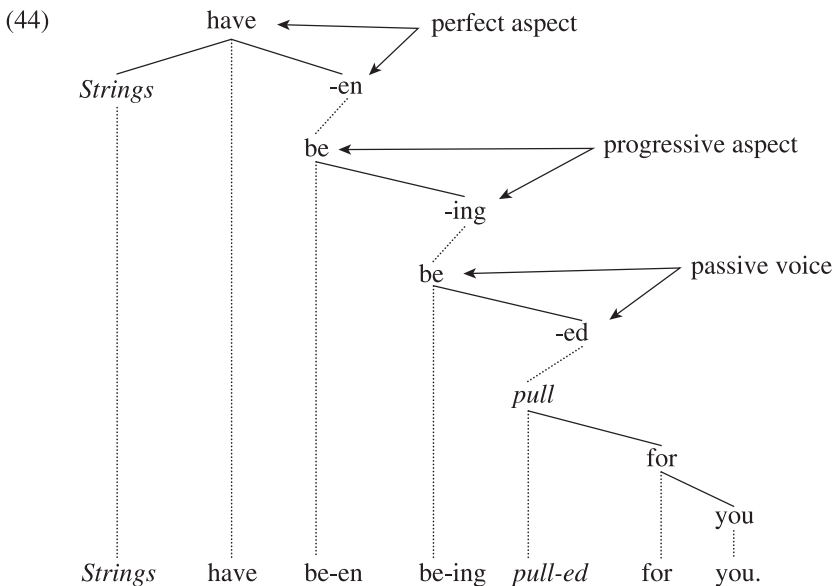 (44) have perfect aspect
Strings -en
be progressive aspect
-ing
be passive voice
-ed
pull
for
you
Strings have be-en be-ing pull-ed for you.